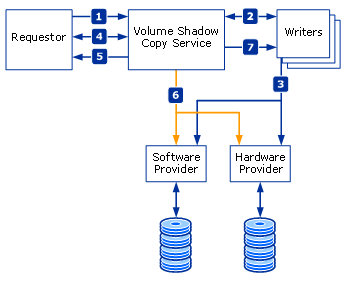 1
2
Requestor
4
Volume Shadow
Copy Service
Writers
5
7
3
6
Software
Provider
Hardware
Provider